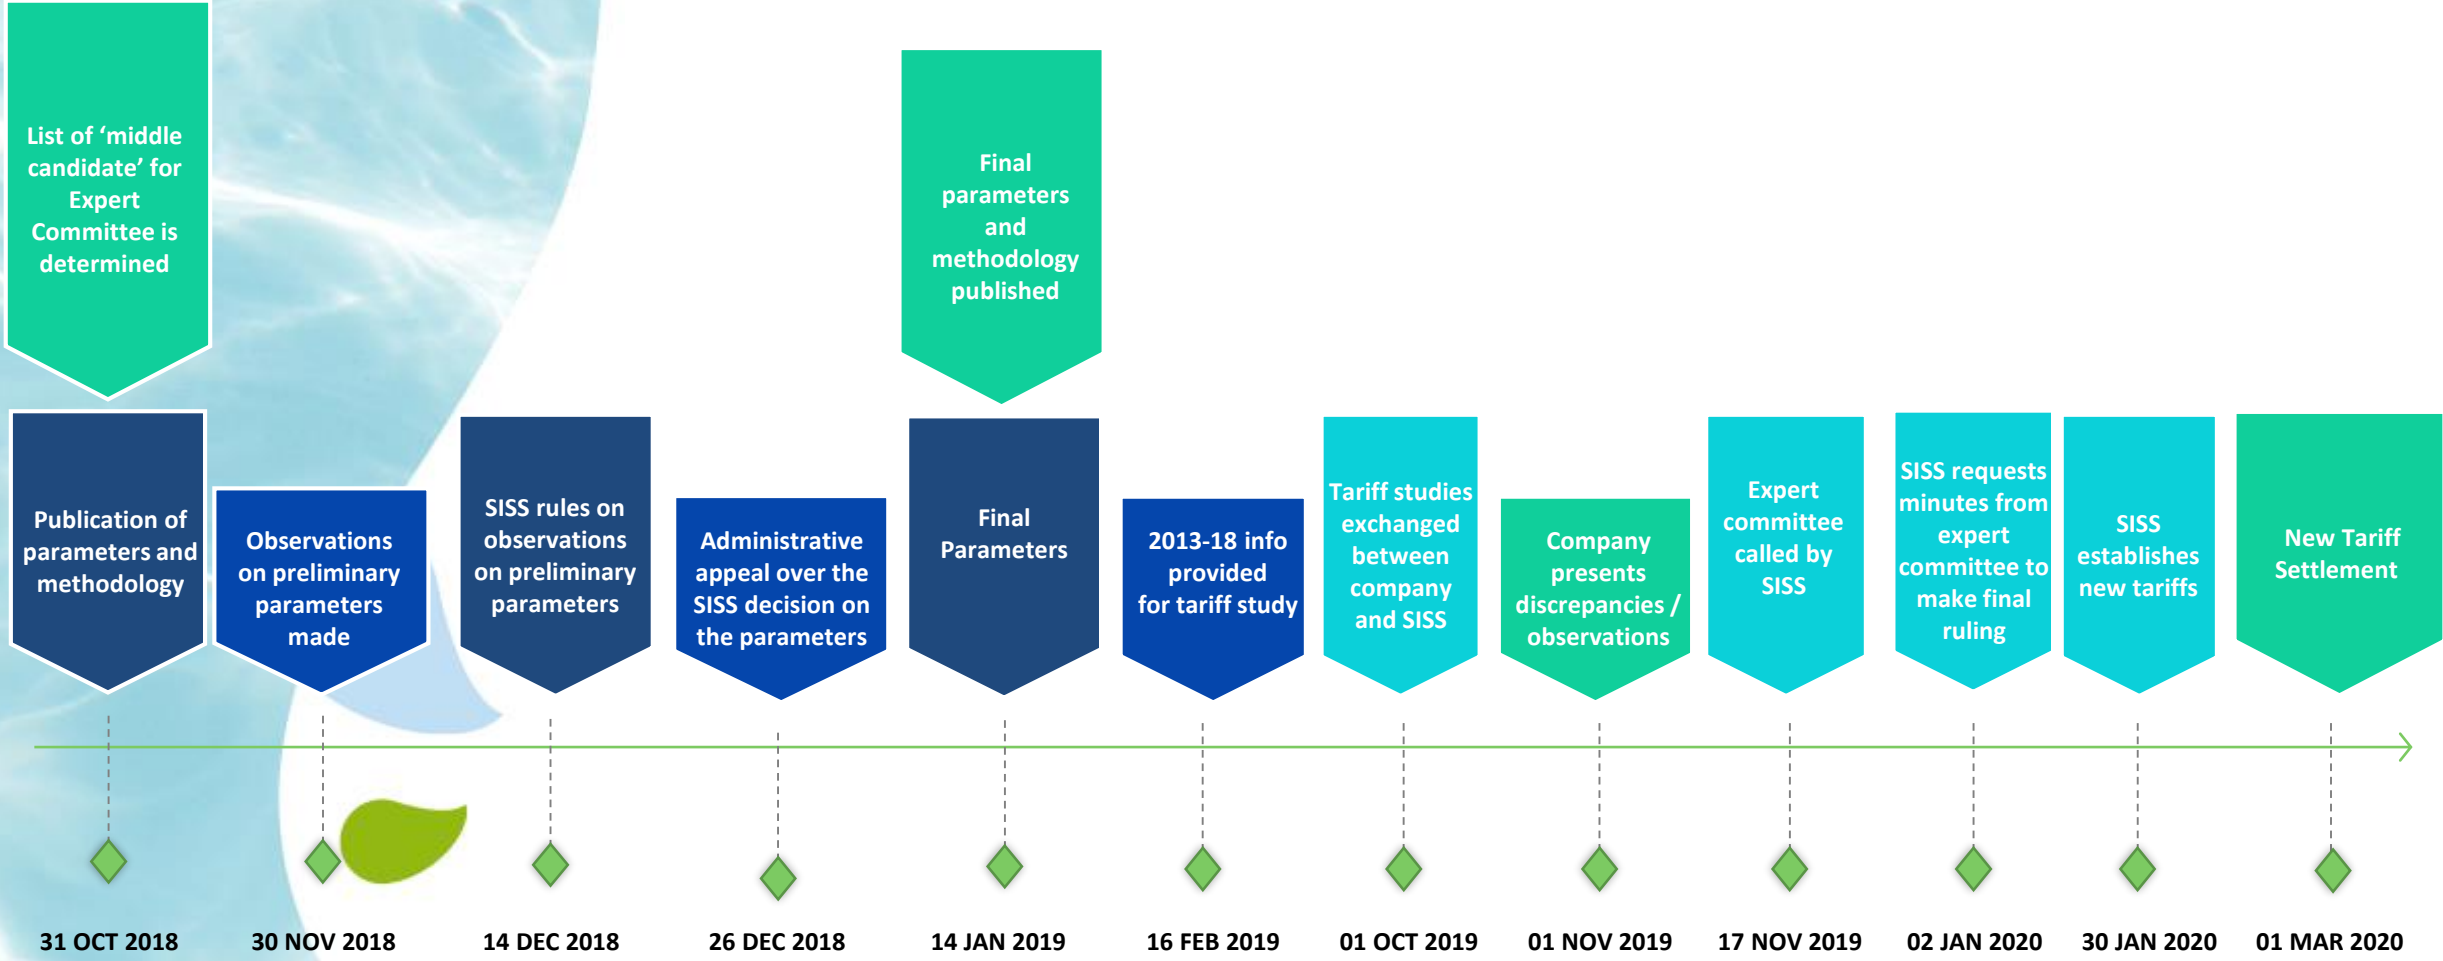 List of ‘middle
candidate’ for
Expert
Committee is
determined
Final
parameters
and
methodology
published
Publication of
parameters and
methodology
Observations
on preliminary
parameters
made
SISS rules on
observations
on preliminary
parameters
Administrative
appeal over the
SISS decision on
the parameters
Final
Parameters
2013-18 info
provided
for tariff study
Tariff studies
exchanged
between
company
and SISS
Company
presents
discrepancies /
observations
Expert
committee
called by
SISS
SISS requests
minutes from
expert
committee to
make final
ruling
SISS
establishes
new tariffs
New Tariff
Settlement
31 OCT 2018
30 NOV 2018
14 DEC 2018
26 DEC 2018
14 JAN 2019
16 FEB 2019
01 OCT 2019
01 NOV 2019
17 NOV 2019
02 JAN 2020
30 JAN 2020
01 MAR 2020